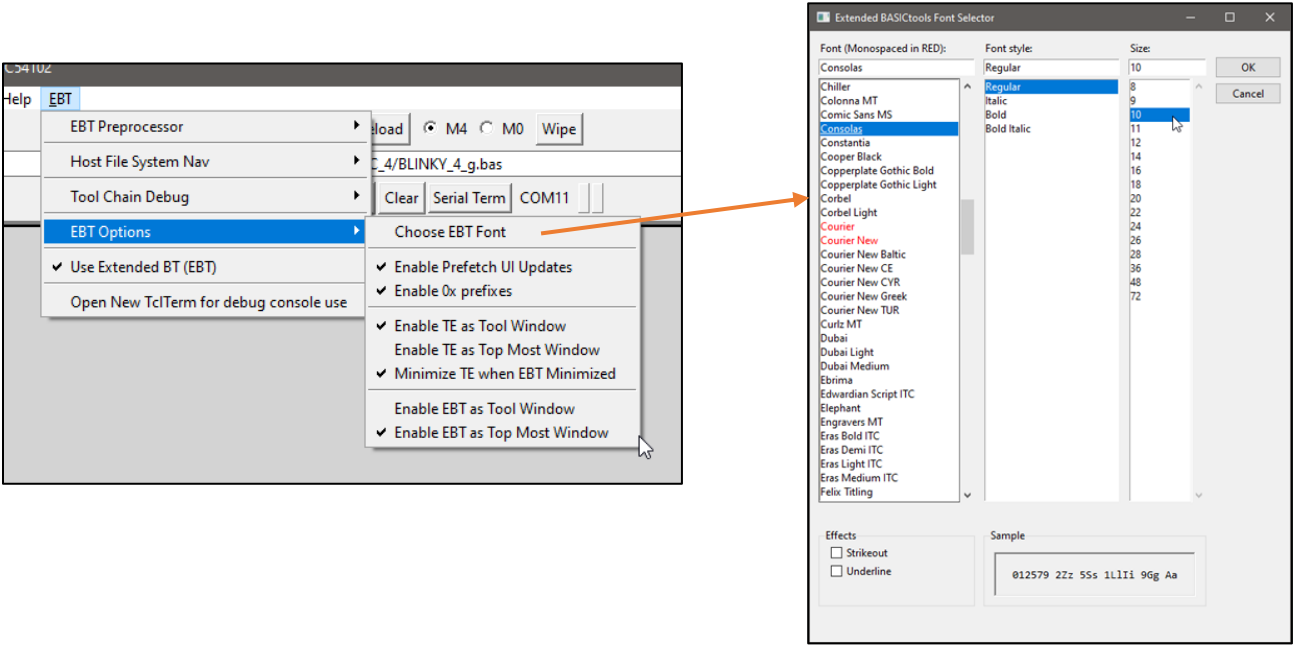 C54102
Help EBT
EBT Preprocessor
Host File System Nav
Tool Chain Debug
EBT Options
Use Extended BT (EBT)
Open New TclTerm for debug console use
M4 M0 Wipe
_4/BLINKY_4_g.bas
Clear Serial Term COM11
Choose EBT Font
Enable Prefetch UI Updates
Enable 0x prefixes
Enable TE as Tool Window
Enable TE as Top Most Window
Minimize TE when EBT Minimized
Enable EBT as Tool Window
Enable EBT as Top Most Window
Extended BASICtools Font Selector
Font (Monospaced in RED):
Consolas
Chiller
Colonna MT
Comic Sans MS
Consolas
Constantia
Cooper Black
Copperplate Gothic Bold
Copperplate Gothic Light
Corbel
Corbel Light
Courier
Courier New
Courier New Baltic
Courier New CE
Courier New CYR
Courier New Greek
Courier New TUR
Curlz MT
Dubai
Dubai Light
Dubai Medium
Ebrima
Edwardian Script ITC
Elephant
Engravers MT
Eras Bold ITC
Eras Demi ITC
Eras Light ITC
Eras Medium ITC
Felix Titling
Font style:
Regular
Regular
Italic
Bold
Bold Italic
Size:
10
8
9
10
11
12
14
16
18
20
22
24
26
28
36
48
72
OK
Cancel
Effects
Strikeout
Underline
Sample
012579 2Zz 5Ss 1LlIi 9Gg Aa